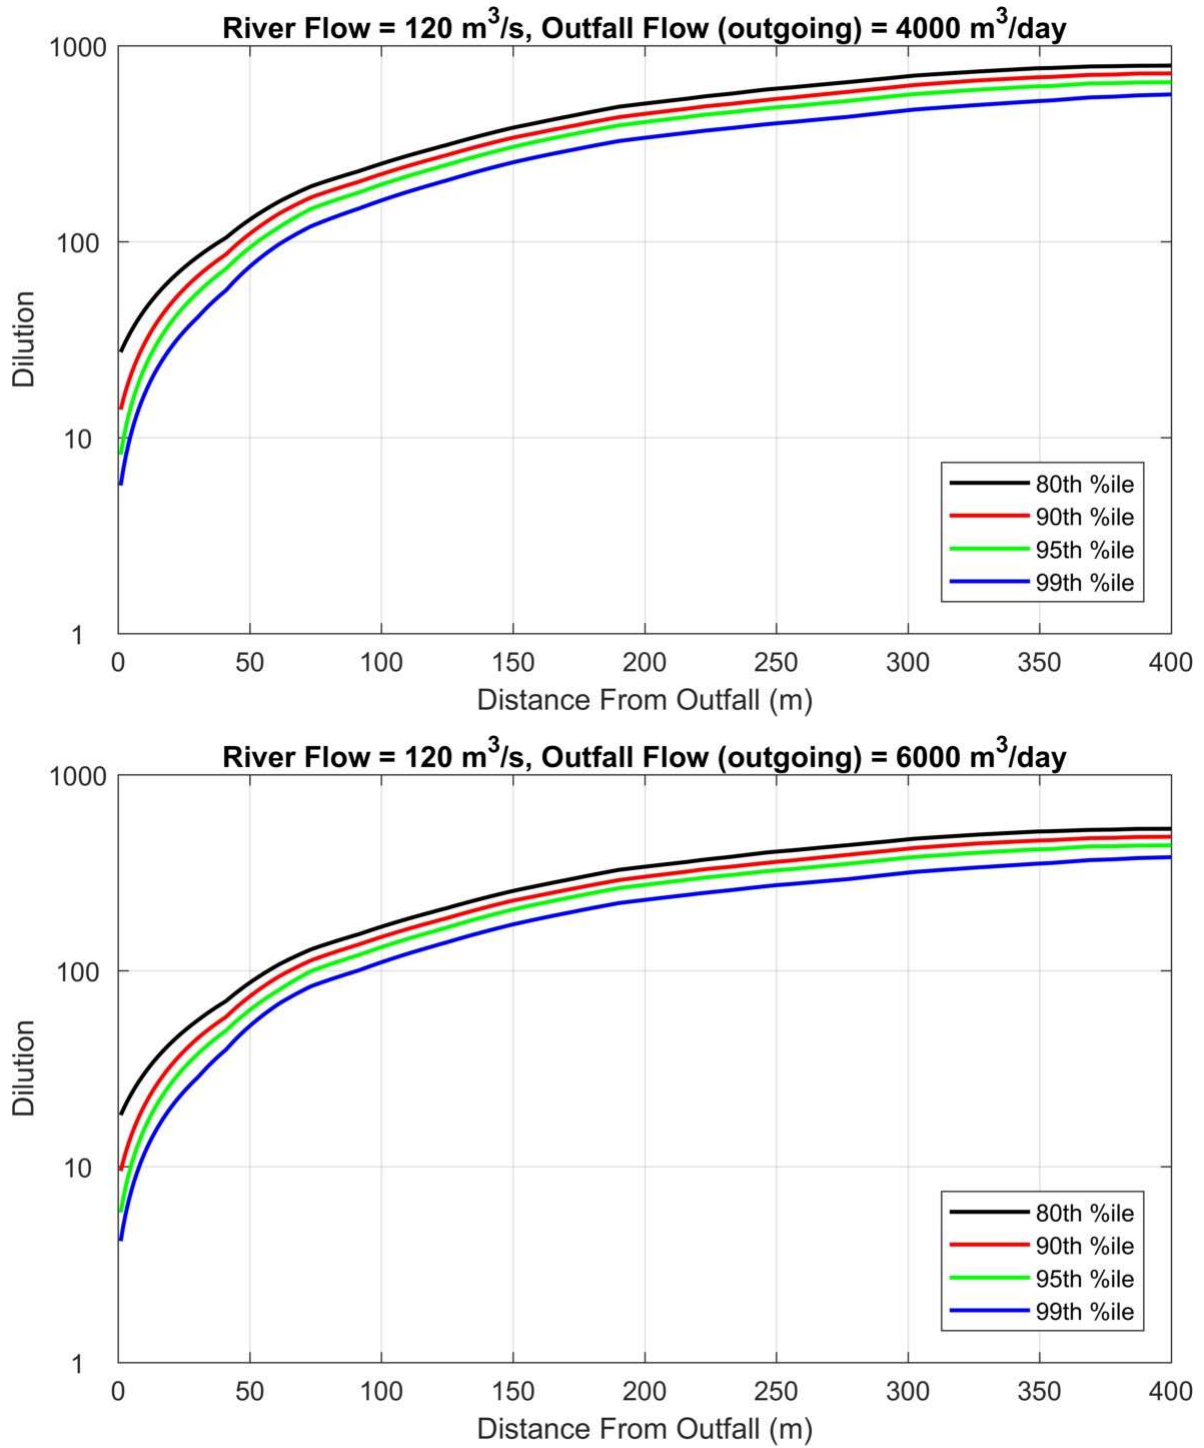 River Flow = 120 m³/s, Outfall Flow (outgoing) = 4000 m³/day
1000
100
10
1
Dilution
80th %ile
90th %ile
95th %ile
99th %ile
0 50 100 150 200 250 300 350 400
Distance From Outfall (m)
River Flow = 120 m³/s, Outfall Flow (outgoing) = 6000 m³/day
1000
100
10
1
Dilution
80th %ile
90th %ile
95th %ile
99th %ile
0 50 100 150 200 250 300 350 400
Distance From Outfall (m)